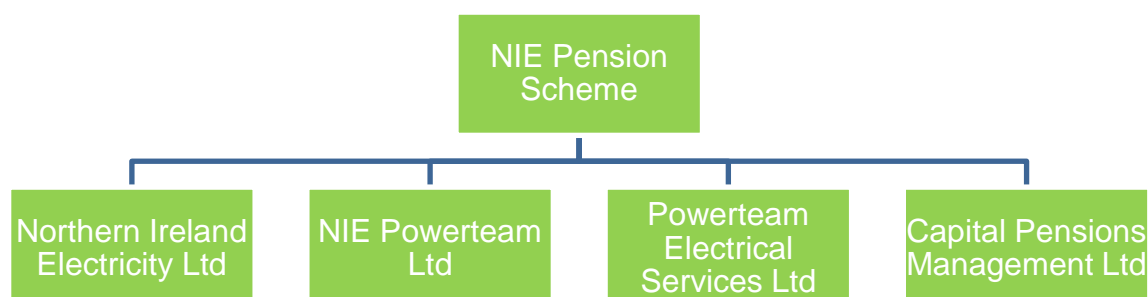 NIE Pension
Scheme
Northern Ireland
Electricity Ltd
NIE Powerteam
Ltd
Powerteam
Electrical
Services Ltd
Capital Pensions
Management Ltd